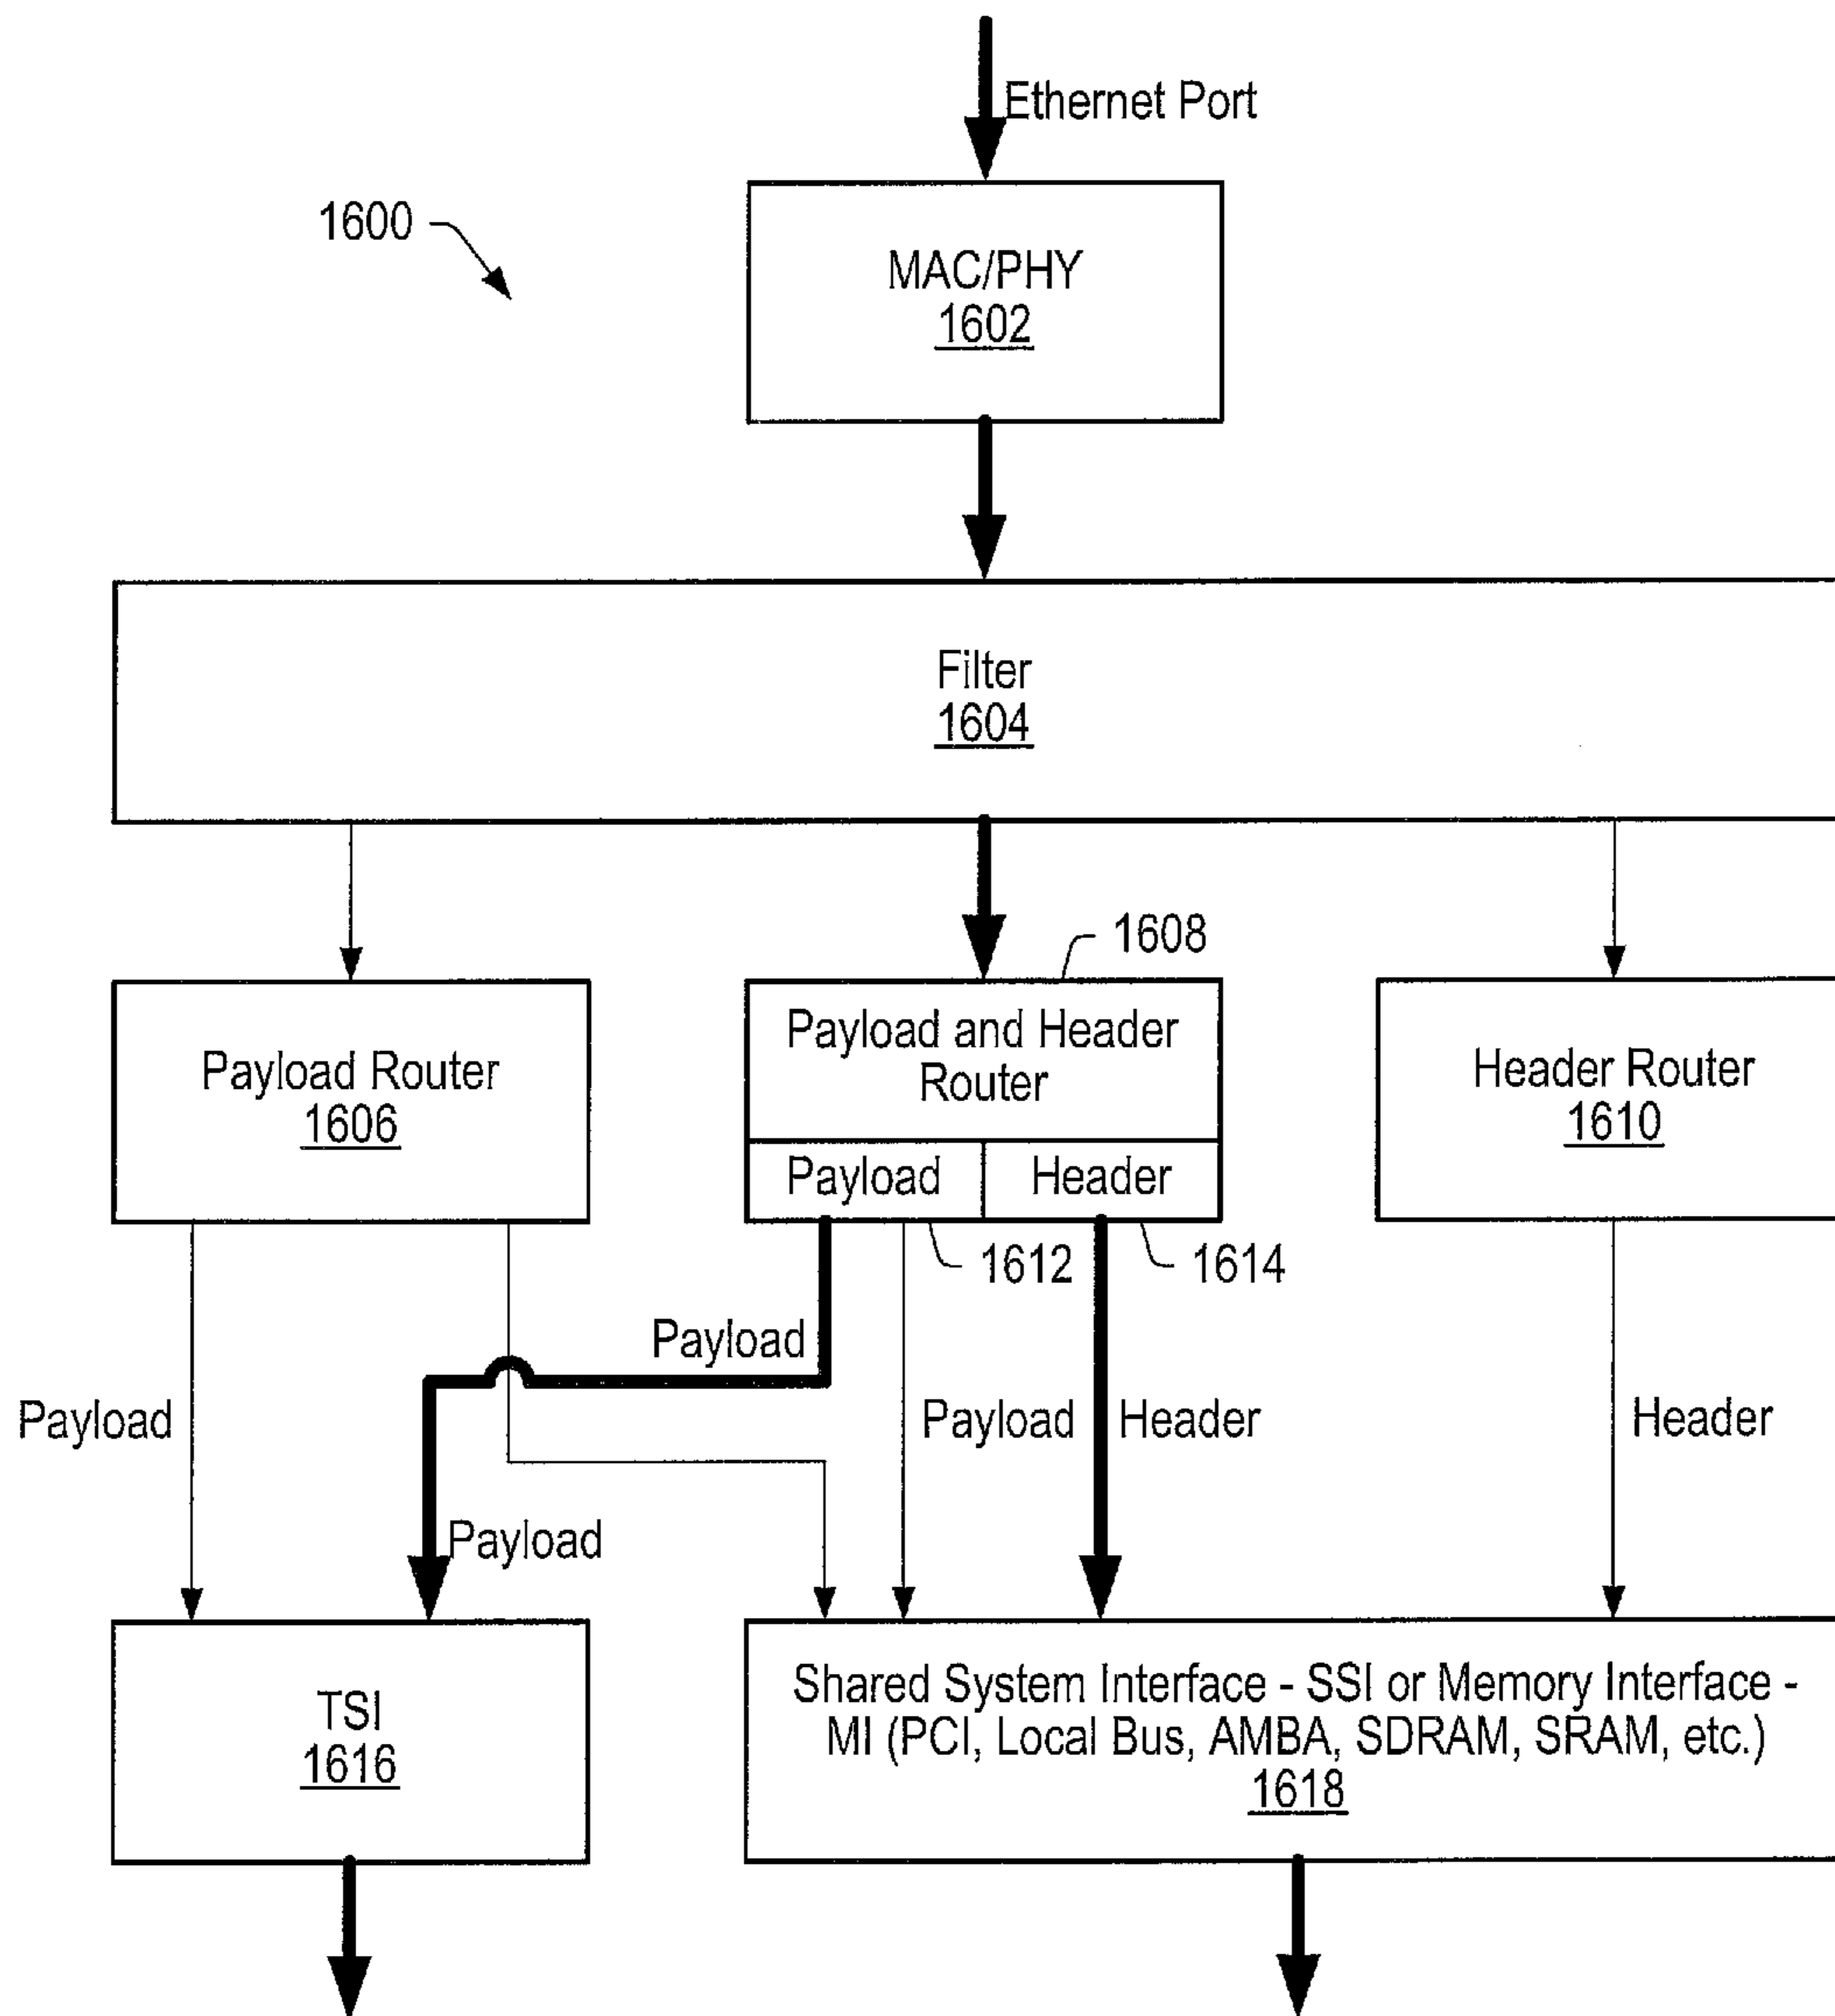 Ethernet Port
1600
MAC/PHY
1602
Filter
1604
1608
Payload Router
1606
Payload and Header
Router
Payload
Header
Header Router
1610
1612
1614
Payload
Payload
Payload
Header
Header
Payload
TSI
1616
Shared System Interface - SSI or Memory Interface -
MI (PCI, Local Bus, AMBA, SDRAM, SRAM, etc.)
1618